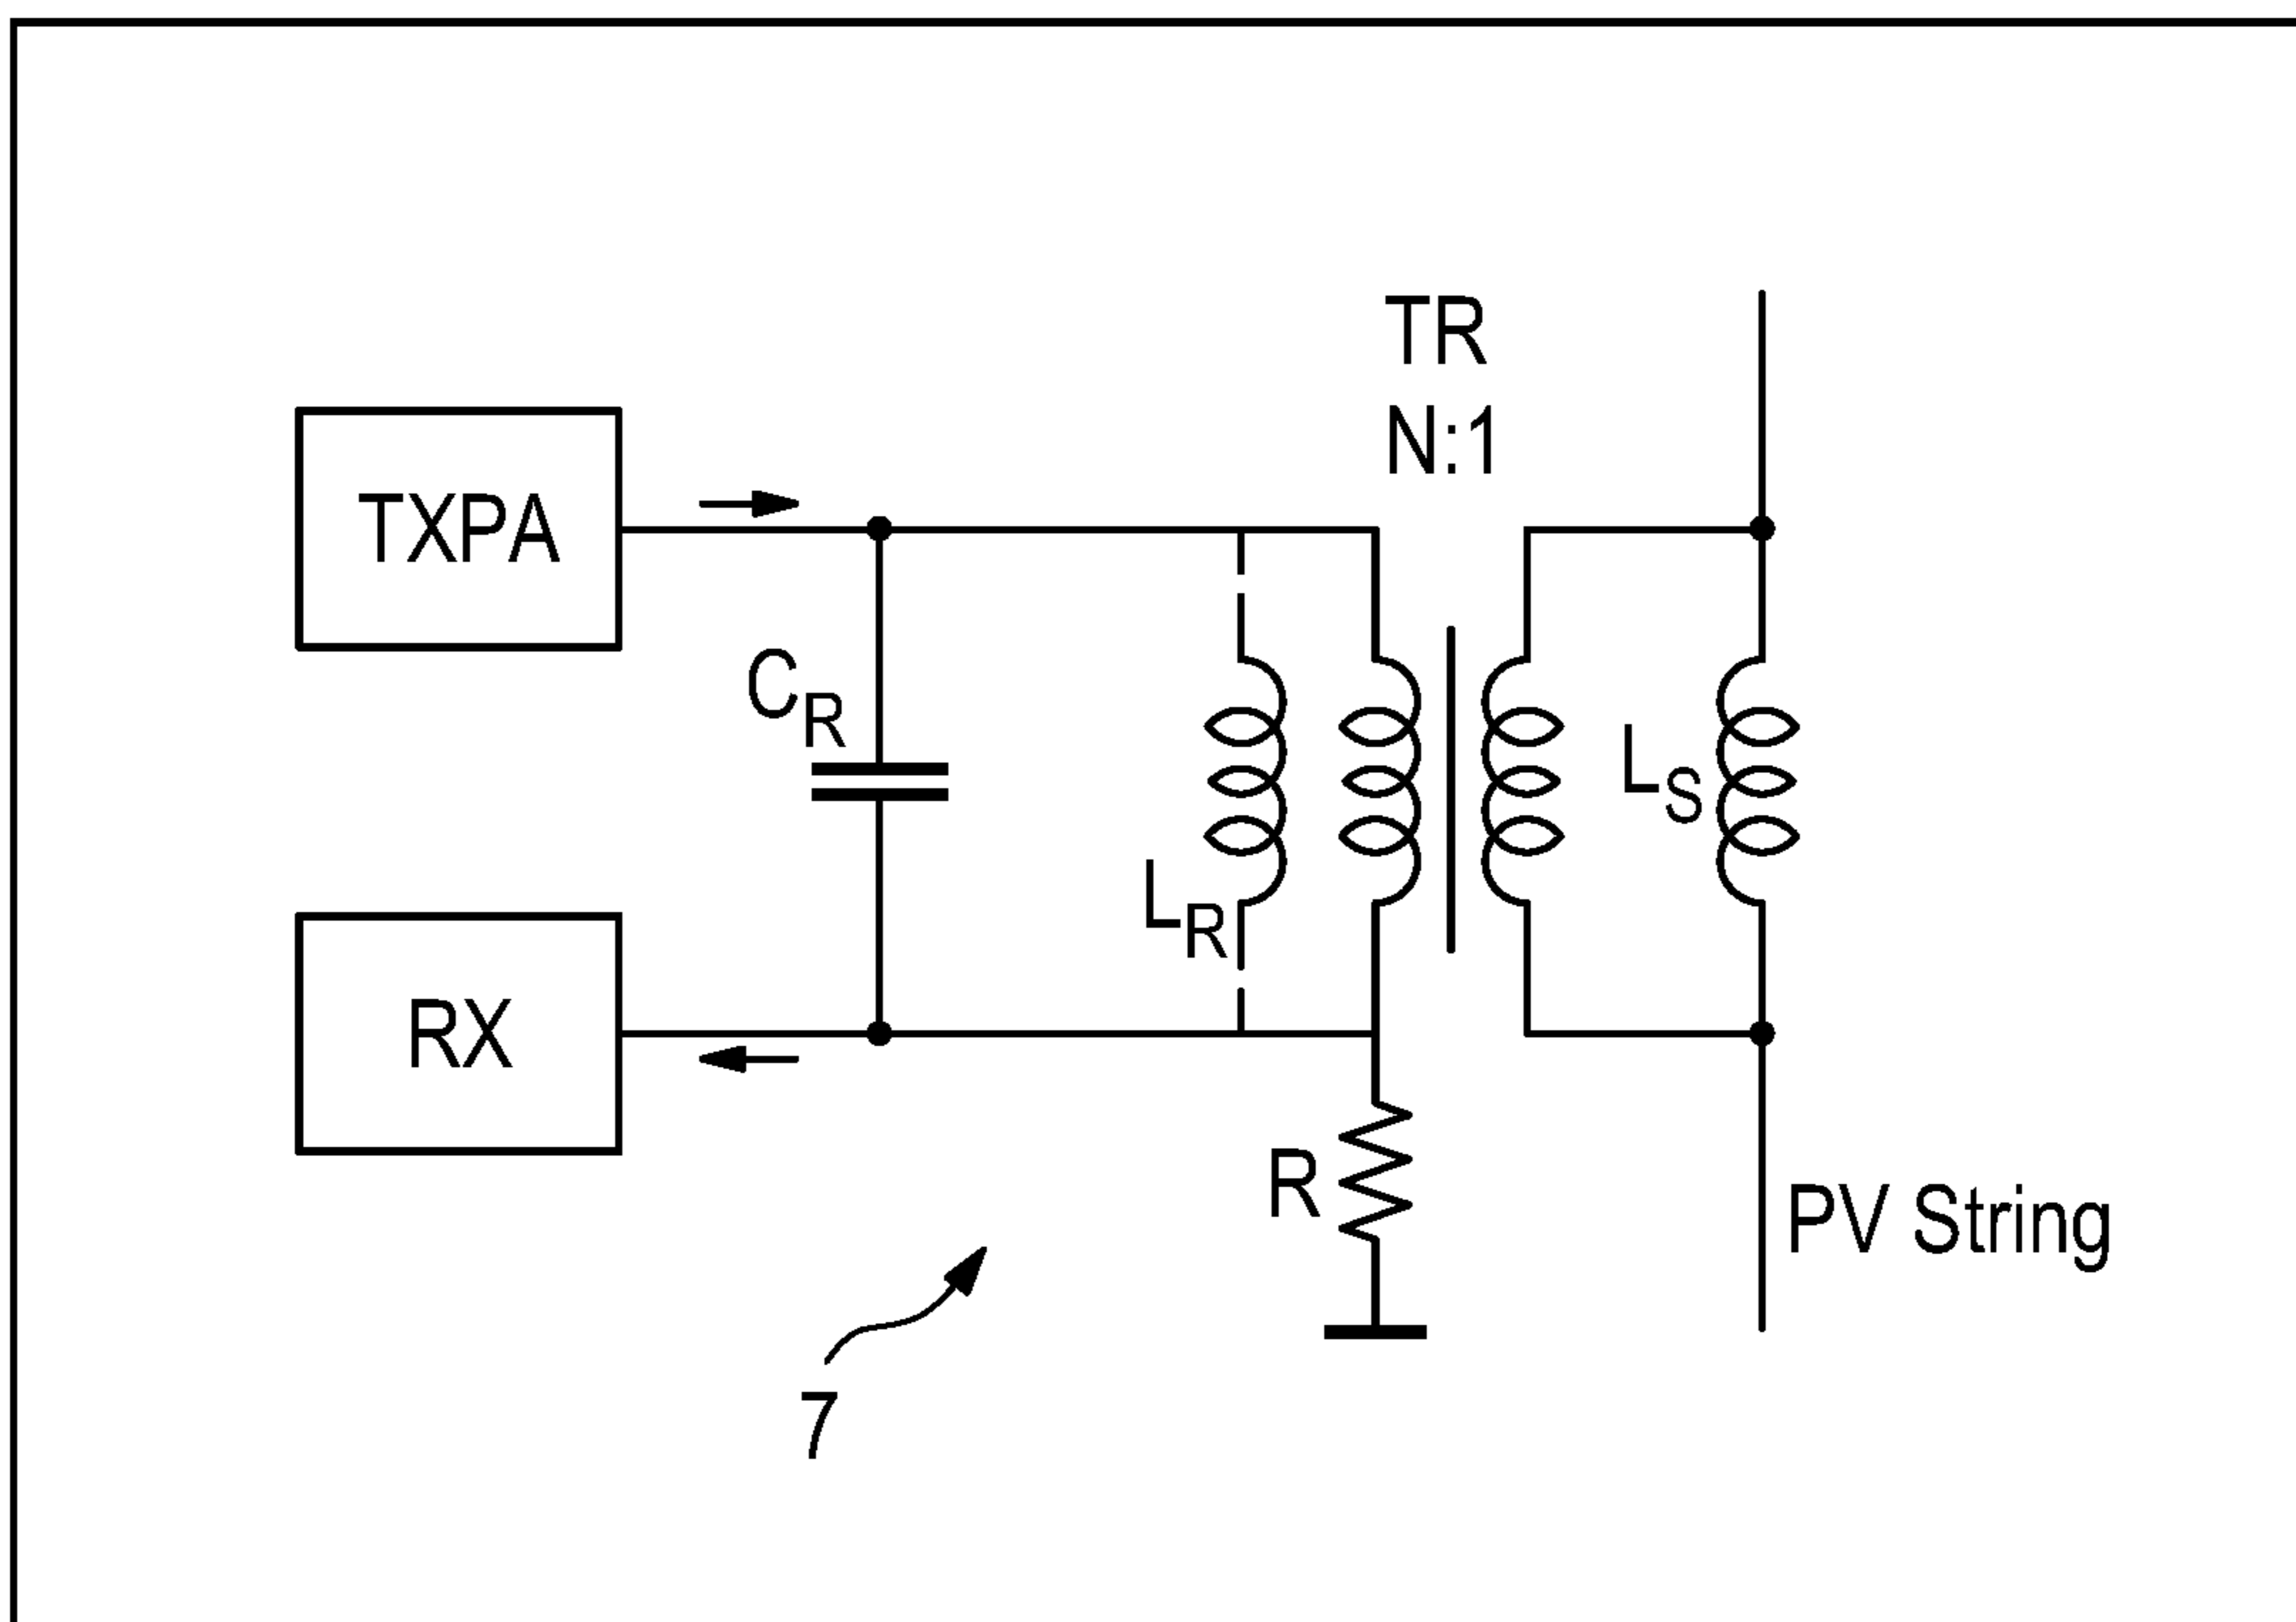 TR
N:1
TXPA
C_R
L_S
L_R
RX
R
PV String
7